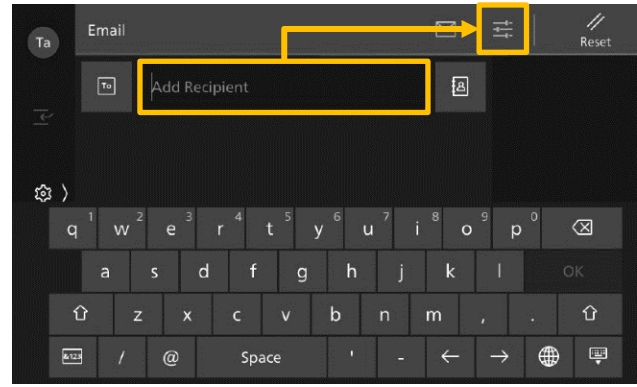 Email
Ta
Reset
To
Add Recipient
q 1 w 2 e 3 r 4 t 5 y 6 u 7 i 8 o 9 p 0
a s d f g h j k l OK
z x c v b n m , .
&123 / @ Space ' -